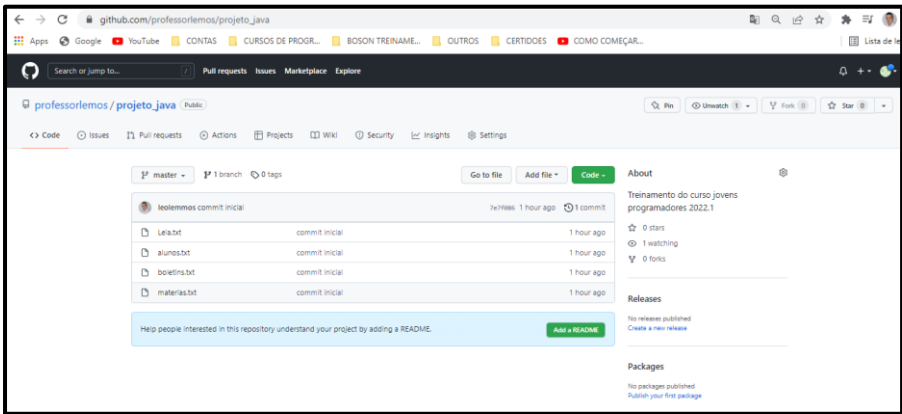 github.com/professorlemos/projeto_java
Apps Google YouTube CONTAS CURSOS DE PROGR... BOSON TREINAME... OUTROS CERTIDOES COMO COMEÇAR... Lista de le
Search or jump to... / Pull requests Issues Marketplace Explore
professorlemos / projeto_java Public Pin Unwatch 1 Fork 0 Star 0
Code Issues Pull requests Actions Projects Wiki Security Insights Settings
master 1 branch 0 tags Go to file Add file Code
leolemmos commit inicial 1 hour ago 1 commit
Leia.txt commit inicial 1 hour ago
alunos.txt commit inicial 1 hour ago
boletins.txt commit inicial 1 hour ago
materias.txt commit inicial 1 hour ago
Help people interested in this repository understand your project by adding a README. Add a README
About
Treinamento do curso jovens
programadores 2022.1
0 stars
1 watching
0 forks
Releases
No releases published
Create a new release
Packages
No packages published
Publish your first package